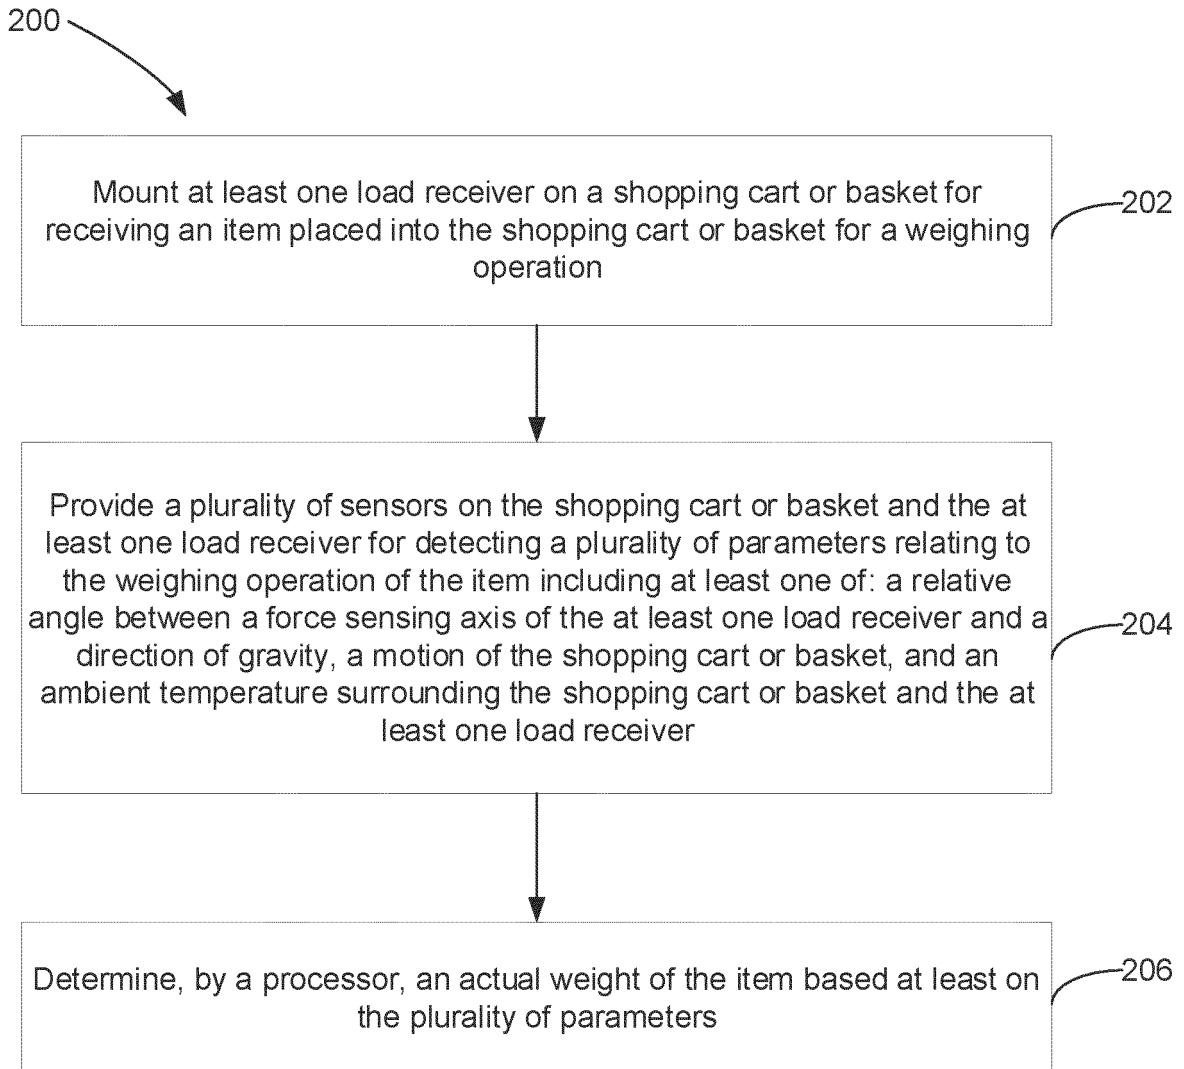 200
Mount at least one load receiver on a shopping cart or basket for
receiving an item placed into the shopping cart or basket for a weighing
operation
202
Provide a plurality of sensors on the shopping cart or basket and the at
least one load receiver for detecting a plurality of parameters relating to
the weighing operation of the item including at least one of: a relative
angle between a force sensing axis of the at least one load receiver and a
direction of gravity, a motion of the shopping cart or basket, and an
ambient temperature surrounding the shopping cart or basket and the at
least one load receiver
204
Determine, by a processor, an actual weight of the item based at least on
the plurality of parameters
206